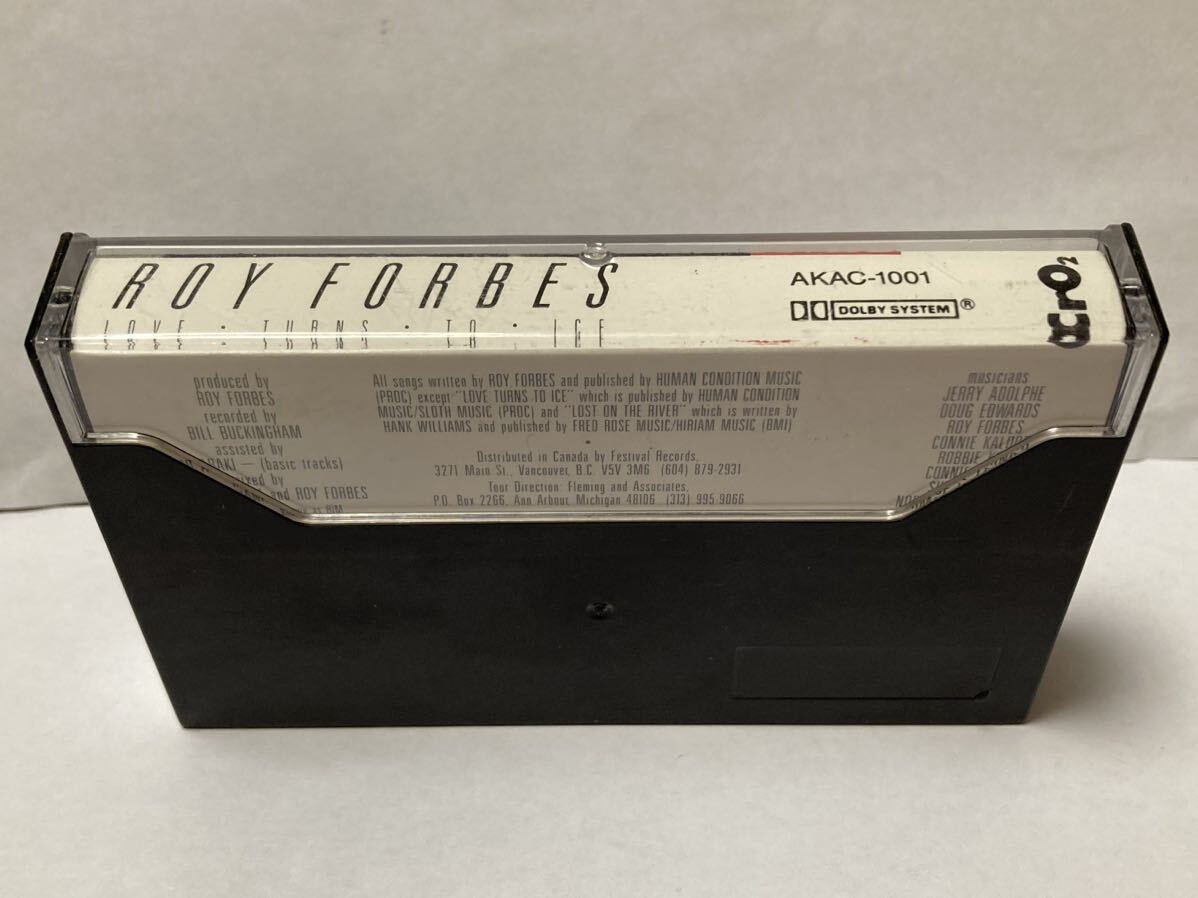 ROY FORBES
LOVE · TURNS · TO · ICE
AKAC-1001
DOLBY SYSTEM ®
CrO2
produced by
ROY FORBES
recorded by
BILL BUCKINGHAM
assisted by
(basic tracks)
and ROY FORBES
All songs written by ROY FORBES and published by HUMAN CONDITION MUSIC
(PROC) except "LOVE TURNS TO ICE" which is published by HUMAN CONDITION
MUSIC/SLOTH MUSIC (PROC) and "LOST ON THE RIVER" which is written by
HANK WILLIAMS and published by FRED ROSE MUSIC/HIRIAM MUSIC (BMI)
Distributed in Canada by Festival Records.
3271 Main St., Vancouver, B.C. V5V 3M6 (604) 879-2931
Tour Direction: Fleming and Associates,
P.O. Box 2266, Ann Arbour, Michigan 48106 (313) 995.9066
musicians
JERRY ADOLPHE
DOUG EDWARDS
ROY FORBES
CONNIE
ROBBIE